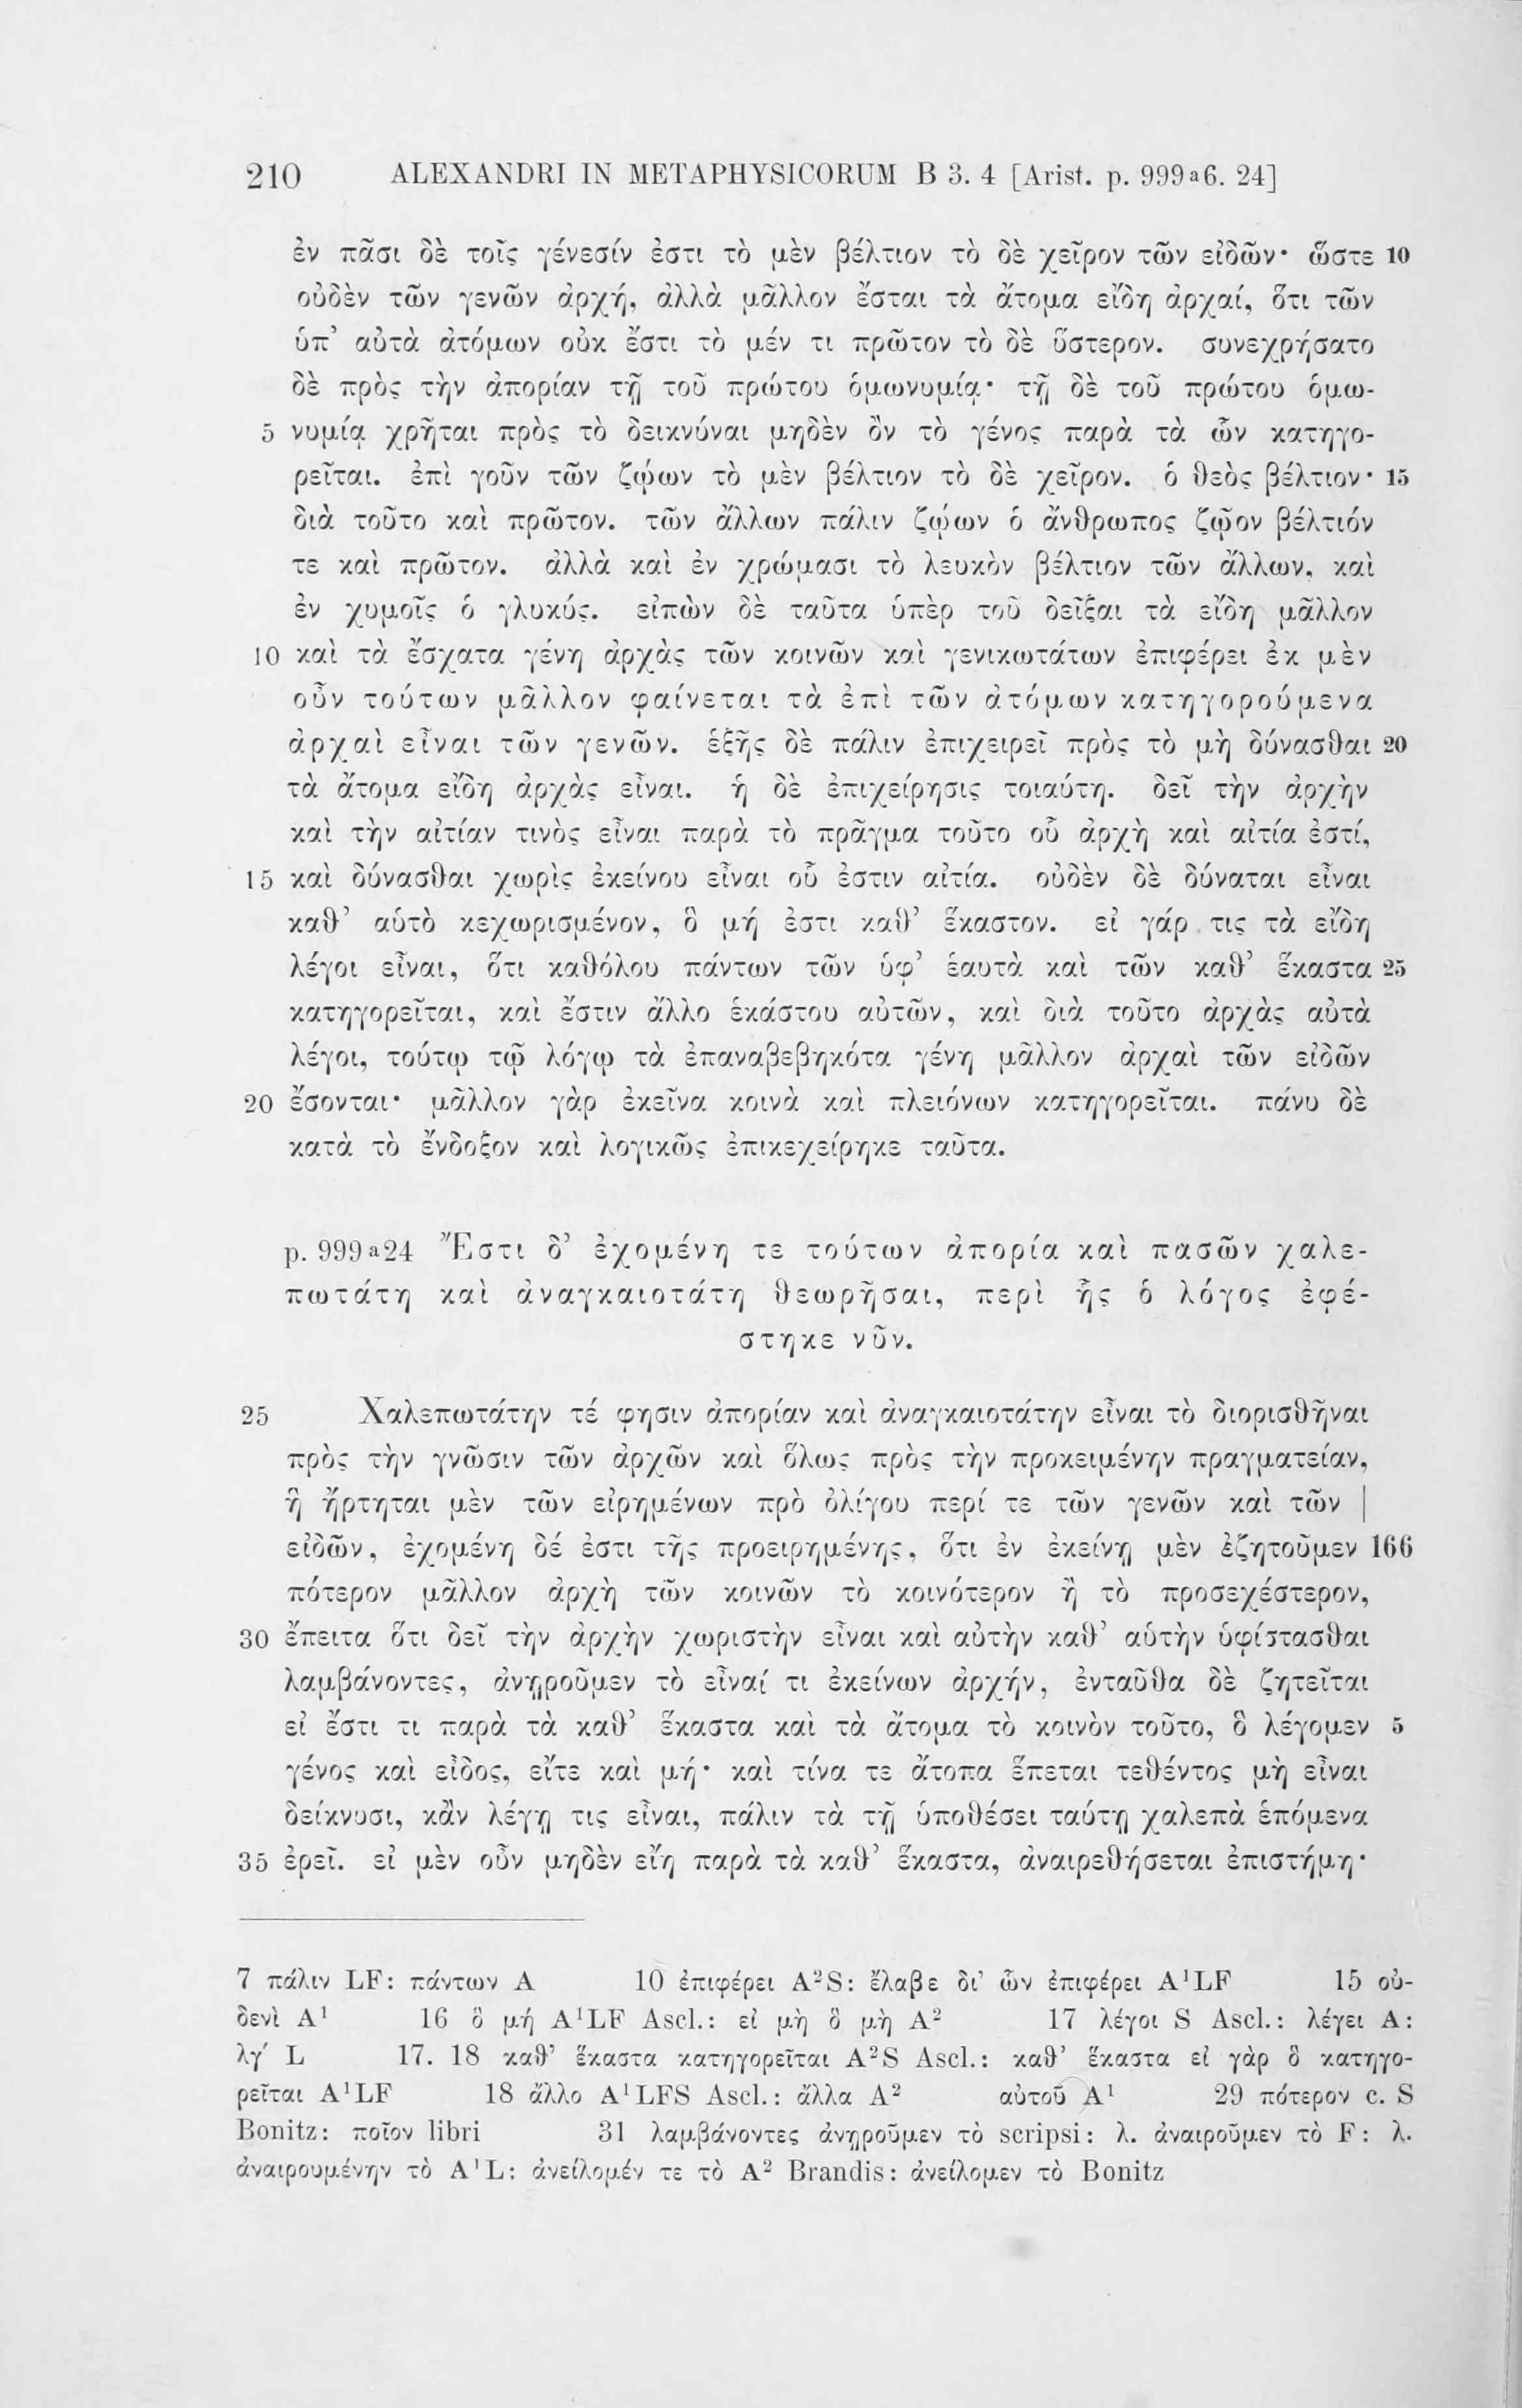 210 ALEXANDRI IN METAPHYSICORUM B 3. 4 [Arist. p. 999ᵃ6. 24]
ἐν πᾶσι δὲ τοῖς γένεσίν ἐστι τὸ μὲν βέλτιον τὸ δὲ χεῖρον τῶν εἰδῶν· ὥστε 10
οὐδὲν τῶν γενῶν ἀρχή, ἀλλὰ μᾶλλον ἔσται τὰ ἄτομα εἴδη ἀρχαί, ὅτι τῶν
ὑπ’ αὐτὰ ἀτόμων οὐκ ἔστι τὸ μέν τι πρῶτον τὸ δὲ ὕστερον. συνεχρήσατο
δὲ πρὸς τὴν ἀπορίαν τῇ τοῦ πρώτου ὁμωνυμίᾳ· τῇ δὲ τοῦ πρώτου ὁμω-
5 νυμίᾳ χρῆται πρὸς τὸ δεικνύναι μηδὲν ὂν τὸ γένος παρὰ τὰ ὧν κατηγο-
ρεῖται. ἐπὶ γοῦν τῶν ζῴων τὸ μὲν βέλτιον τὸ δὲ χεῖρον. ὁ θεὸς βέλτιον· 15
διὰ τοῦτο καὶ πρῶτον. τῶν ἄλλων πάλιν ζῴων ὁ ἄνθρωπος ζῷον βέλτιόν
τε καὶ πρῶτον. ἀλλὰ καὶ ἐν χρώμασι τὸ λευκὸν βέλτιον τῶν ἄλλων, καὶ
ἐν χυμοῖς ὁ γλυκύς. εἰπὼν δὲ ταῦτα ὑπὲρ τοῦ δεῖξαι τὰ εἴδη μᾶλλον
10 καὶ τὰ ἔσχατα γένη ἀρχὰς τῶν κοινῶν καὶ γενικωτάτων ἐπιφέρει ἐκ μὲν
οὖν τούτων μᾶλλον φαίνεται τὰ ἐπὶ τῶν ἀτόμων κατηγορούμενα
ἀρχαὶ εἶναι τῶν γενῶν. ἑξῆς δὲ πάλιν ἐπιχειρεῖ πρὸς τὸ μὴ δύνασθαι 20
τὰ ἄτομα εἴδη ἀρχὰς εἶναι. ἡ δὲ ἐπιχείρησις τοιαύτη. δεῖ τὴν ἀρχὴν
καὶ τὴν αἰτίαν τινὸς εἶναι παρὰ τὸ πρᾶγμα τοῦτο οὗ ἀρχὴ καὶ αἰτία ἐστί,
15 καὶ δύνασθαι χωρὶς ἐκείνου εἶναι οὗ ἐστιν αἰτία. οὐδὲν δὲ δύναται εἶναι
καθ’ αὑτὸ κεχωρισμένον, ὃ μή ἐστι καθ’ ἕκαστον. εἰ γάρ τις τὰ εἴδη
λέγοι εἶναι, ὅτι καθόλου πάντων τῶν ὑφ’ ἑαυτὰ καὶ τῶν καθ’ ἕκαστα 25
κατηγορεῖται, καὶ ἔστιν ἄλλο ἑκάστου αὐτῶν, καὶ διὰ τοῦτο ἀρχὰς αὐτὰ
λέγοι, τούτῳ τῷ λόγῳ τὰ ἐπαναβεβηκότα γένη μᾶλλον ἀρχαὶ τῶν εἰδῶν
20 ἔσονται· μᾶλλον γὰρ ἐκεῖνα κοινὰ καὶ πλειόνων κατηγορεῖται. πάνυ δὲ
κατὰ τὸ ἔνδοξον καὶ λογικῶς ἐπικεχείρηκε ταῦτα.
p. 999ᵃ24 Ἔστι δ’ ἐχομένη τε τούτων ἀπορία καὶ πασῶν χαλε-
πωτάτη καὶ ἀναγκαιοτάτη θεωρῆσαι, περὶ ἧς ὁ λόγος ἐφέ-
στηκε νῦν.
25 Χαλεπωτάτην τέ φησιν ἀπορίαν καὶ ἀναγκαιοτάτην εἶναι τὸ διορισθῆναι
πρὸς τὴν γνῶσιν τῶν ἀρχῶν καὶ ὅλως πρὸς τὴν προκειμένην πραγματείαν,
ἣ ἤρτηται μὲν τῶν εἰρημένων πρὸ ὀλίγου περί τε τῶν γενῶν καὶ τῶν |
εἰδῶν, ἐχομένη δέ ἐστι τῆς προειρημένης, ὅτι ἐν ἐκείνῃ μὲν ἐζητοῦμεν 166
πότερον μᾶλλον ἀρχὴ τῶν κοινῶν τὸ κοινότερον ἢ τὸ προσεχέστερον,
30 ἔπειτα ὅτι δεῖ τὴν ἀρχὴν χωριστὴν εἶναι καὶ αὐτὴν καθ’ αὑτὴν ὑφίστασθαι
λαμβάνοντες, ἀνῃροῦμεν τὸ εἶναί τι ἐκείνων ἀρχήν, ἐνταῦθα δὲ ζητεῖται
εἰ ἔστι τι παρὰ τὰ καθ’ ἕκαστα καὶ τὰ ἄτομα τὸ κοινὸν τοῦτο, ὃ λέγομεν 5
γένος καὶ εἶδος, εἴτε καὶ μή· καὶ τίνα τε ἄτοπα ἕπεται τεθέντος μὴ εἶναι
δείκνυσι, κἂν λέγῃ τις εἶναι, πάλιν τὰ τῇ ὑποθέσει ταύτῃ χαλεπὰ ἑπόμενα
35 ἐρεῖ. εἰ μὲν οὖν μηδὲν εἴη παρὰ τὰ καθ’ ἕκαστα, ἀναιρεθήσεται ἐπιστήμη·
7 πάλιν LF: πάντων A 10 ἐπιφέρει A²S: ἔλαβε δι’ ὧν ἐπιφέρει A¹LF 15 οὐ-
δενὶ A¹ 16 ὃ μή A¹LF Ascl.: εἰ μὴ ὃ μὴ A² 17 λέγοι S Ascl.: λέγει A:
λγ́ L 17. 18 καθ’ ἕκαστα κατηγορεῖται A²S Ascl.: καθ’ ἕκαστα εἰ γὰρ ὃ κατηγο-
ρεῖται A¹LF 18 ἄλλο A¹LFS Ascl.: ἄλλα A² αὐτοῦ A¹ 29 πότερον c. S
Bonitz: ποῖον libri 31 λαμβάνοντες ἀνῃροῦμεν τὸ scripsi: λ. ἀναιροῦμεν τὸ F: λ.
ἀναιρουμένην τὸ A¹L: ἀνείλομέν τε τὸ A² Brandis: ἀνείλομεν τὸ Bonitz